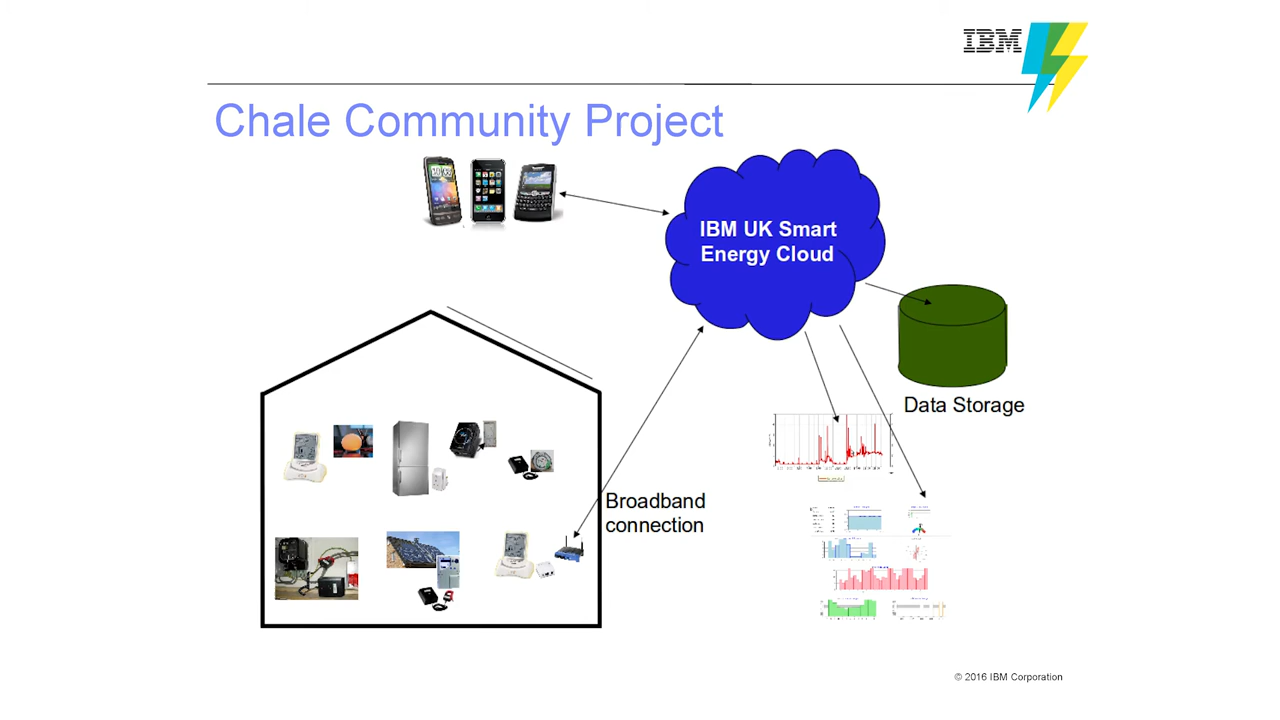 IBM
Chale Community Project
IBM UK Smart
Energy Cloud
Data Storage
Broadband
connection
© 2016 IBM Corporation